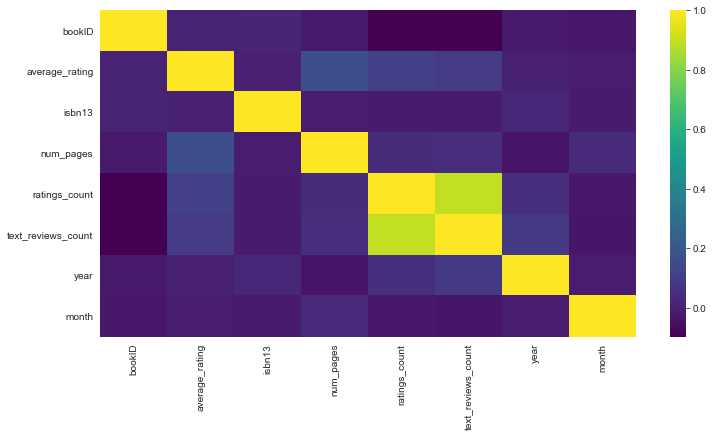 bookID
average_rating
isbn13
num_pages
ratings_count
text_reviews_count
year
month
bookID
average_rating
isbn13
num_pages
ratings_count
text_reviews_count
year
month
1.0
0.8
0.6
0.4
0.2
0.0